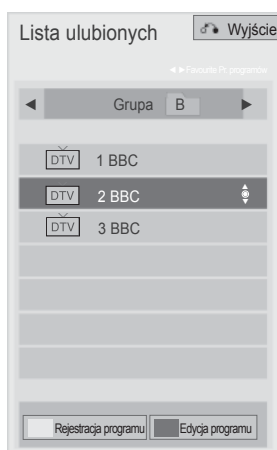 Lista ulubionych
Wyjście
◄ ► Favourite Pr. programów
◄ Grupa B ►
DTV 1 BBC
DTV 2 BBC
DTV 3 BBC
Rejestracja programu Edycja programu